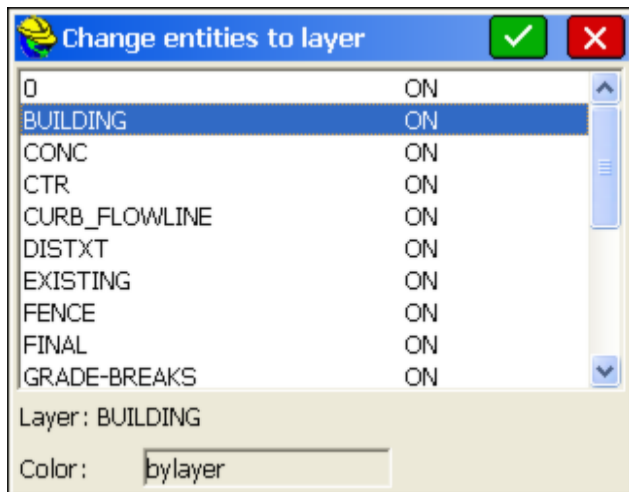 Change entities to layer
0 ON
BUILDING ON
CONC ON
CTR ON
CURB_FLOWLINE ON
DISTXT ON
EXISTING ON
FENCE ON
FINAL ON
GRADE-BREAKS ON
Layer: BUILDING
Color: bylayer